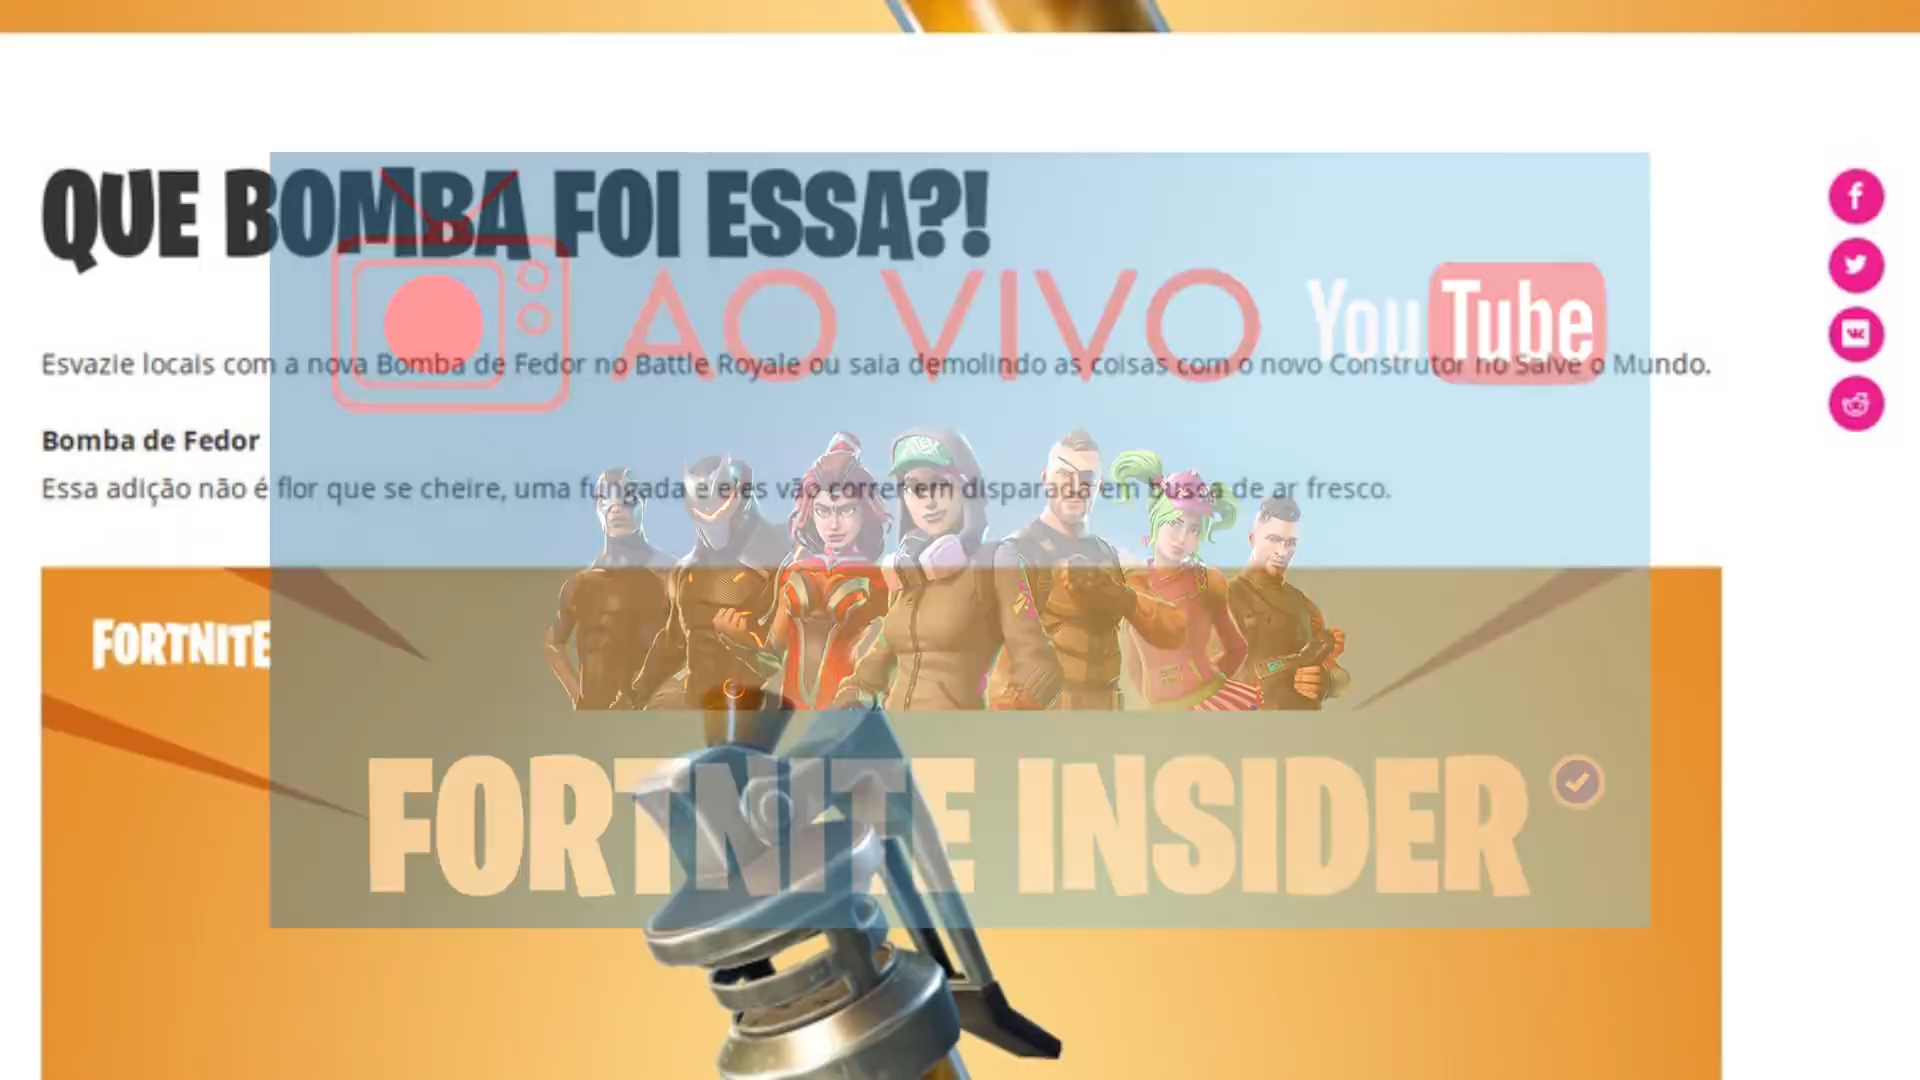 QUE BOMBA FOI ESSA?!
AO VIVO YouTube
Esvazie locais com a nova Bomba de Fedor no Battle Royale ou saia demolindo as coisas com o novo Construtor no Salve o Mundo.
Bomba de Fedor
Essa adição não é flor que se cheire, uma fungada e eles vão correr em disparada em busca de ar fresco.
FORTNITE
FORTNITE INSIDER